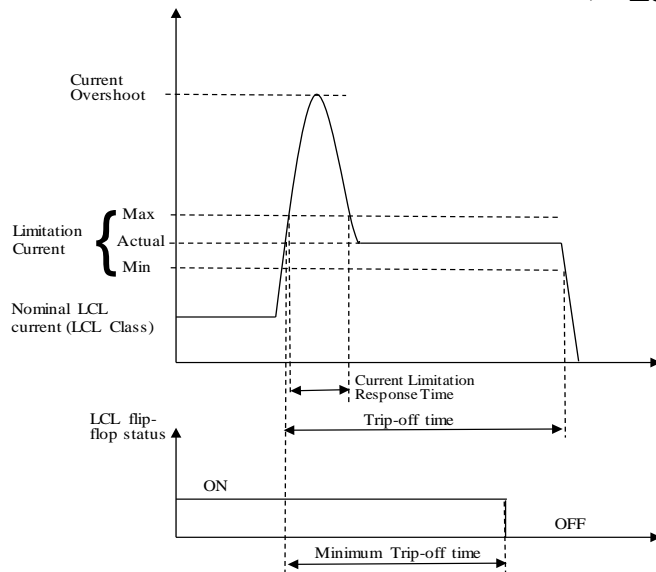 Current
Overshoot
Max
Limitation
Current
Actual
Min
Nominal LCL
current (LCL Class)
Current Limitation
Response Time
Trip-off time
LCL flip-
flop status
ON
OFF
Minimum Trip-off time